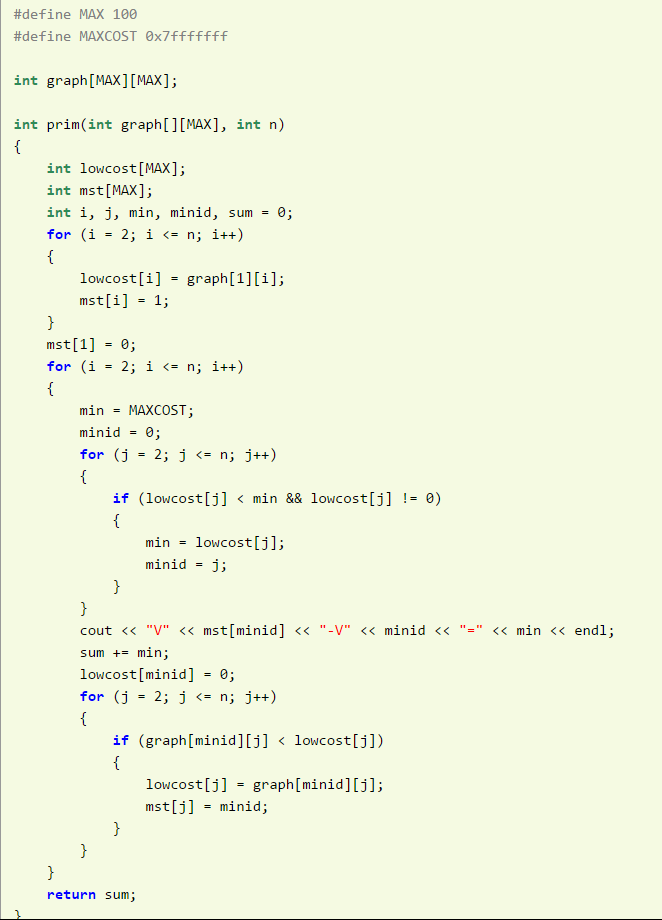 #define MAX 100
#define MAXCOST 0x7fffffff
int graph[MAX][MAX];
int prim(int graph[][MAX], int n)
{
    int lowcost[MAX];
    int mst[MAX];
    int i, j, min, minid, sum = 0;
    for (i = 2; i <= n; i++)
    {
        lowcost[i] = graph[1][i];
        mst[i] = 1;
    }
    mst[1] = 0;
    for (i = 2; i <= n; i++)
    {
        min = MAXCOST;
        minid = 0;
        for (j = 2; j <= n; j++)
        {
            if (lowcost[j] < min && lowcost[j] != 0)
            {
                min = lowcost[j];
                minid = j;
            }
        }
        cout << "V" << mst[minid] << "-V" << minid << "=" << min << endl;
        sum += min;
        lowcost[minid] = 0;
        for (j = 2; j <= n; j++)
        {
            if (graph[minid][j] < lowcost[j])
            {
                lowcost[j] = graph[minid][j];
                mst[j] = minid;
            }
        }
    }
    return sum;
}